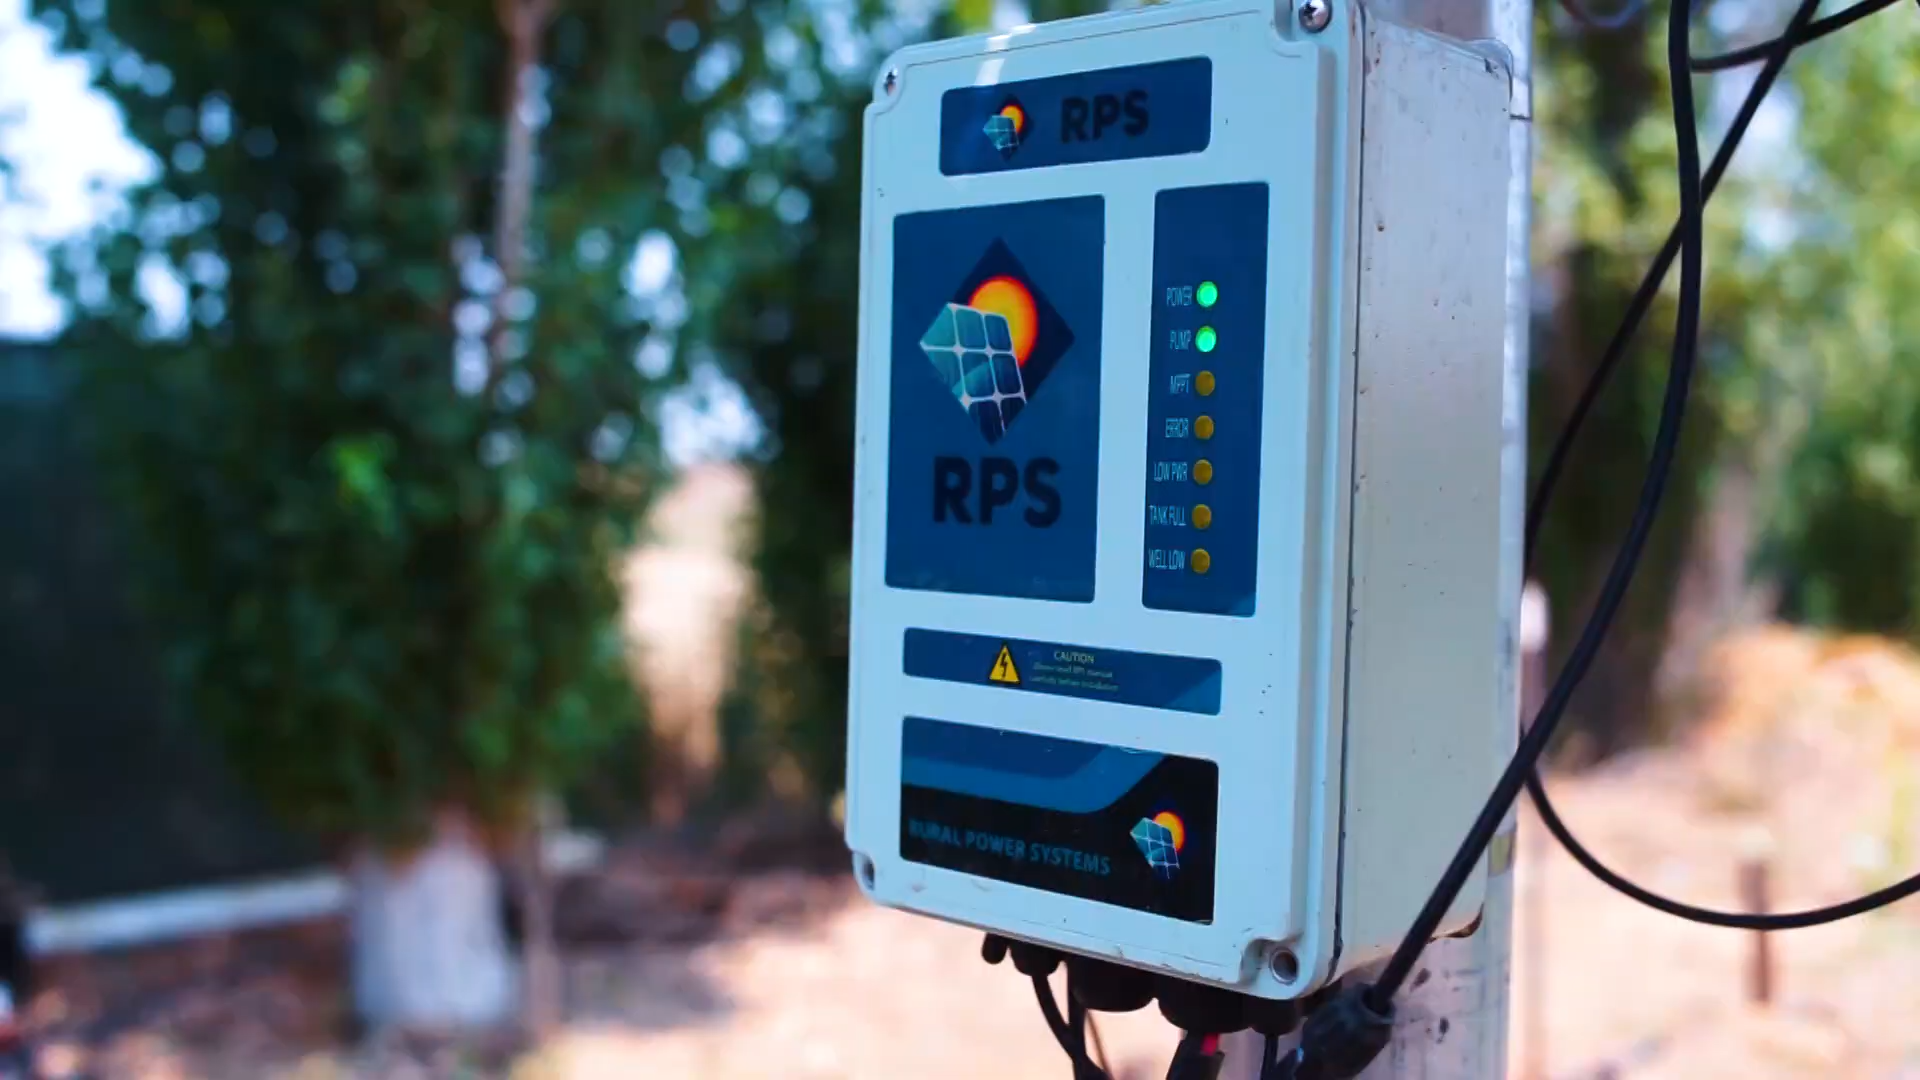 RPS
RPS
POWER
PUMP
MPPT
ERROR
LOW PWR
TANK FULL
WELL LOW
CAUTION
RURAL POWER SYSTEMS